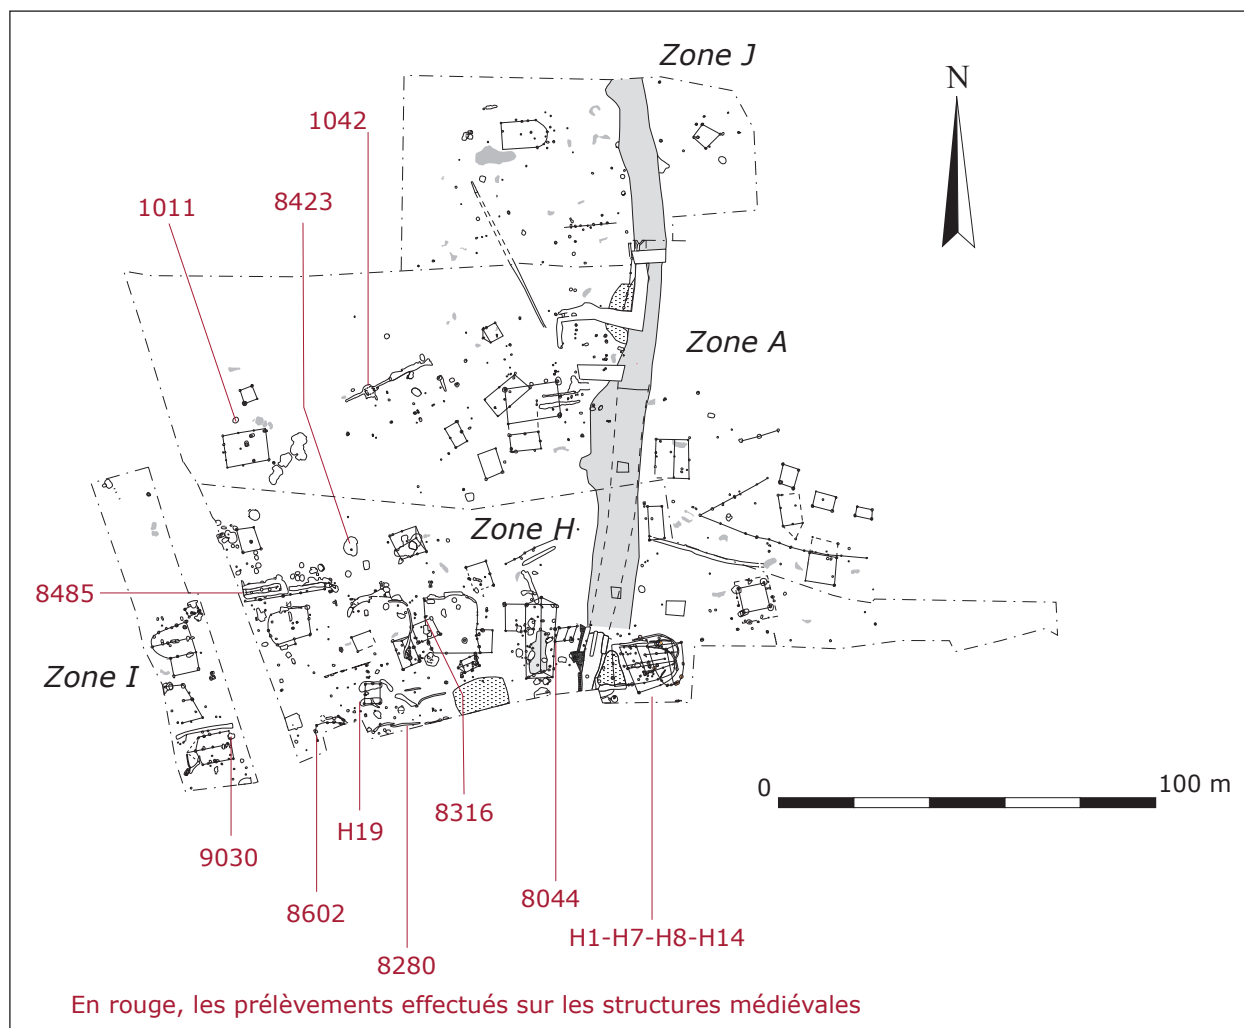 Zone J
N
1042
8423
1011
Zone A
Zone H
8485
Zone I
0
100 m
8316
H19
9030
8044
8602
H1-H7-H8-H14
8280
En rouge, les prélèvements effectués sur les structures médiévales